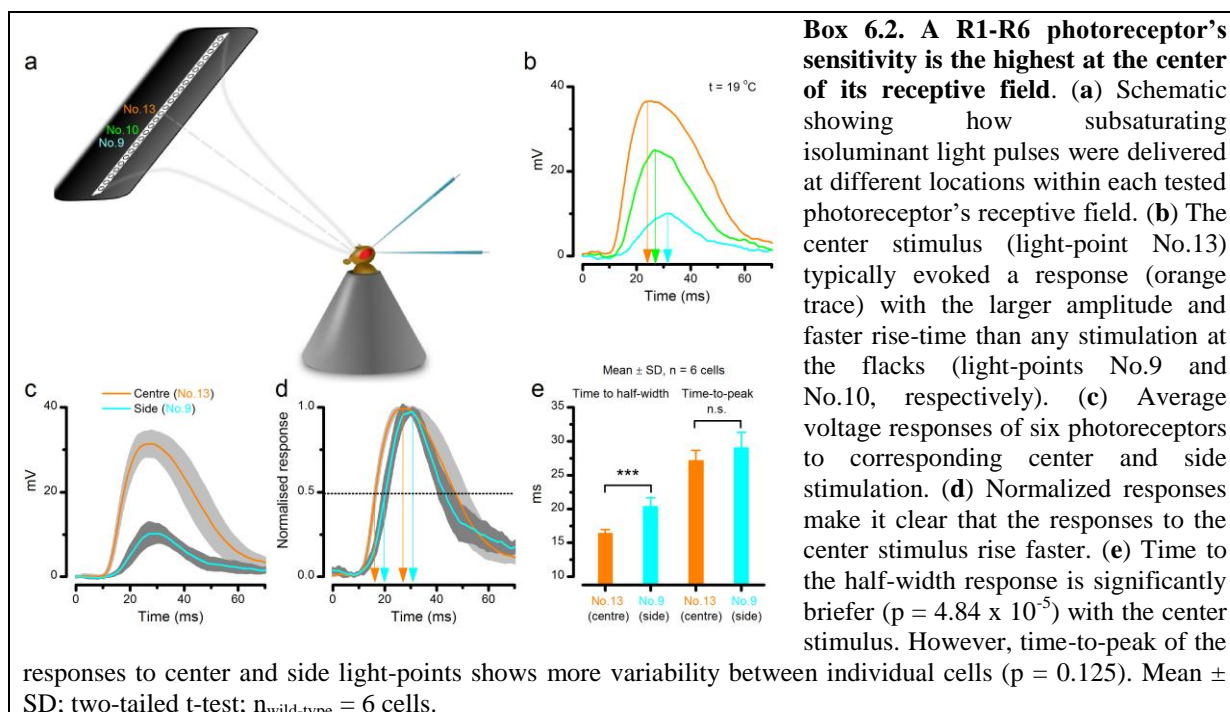 a
No.13
No.10
No.9
b
t = 19 °C
40
20
0
mV
0 20 40 60
Time (ms)
c
Centre (No.13)
Side (No.9)
40
20
0
mV
0 20 40 60
Time (ms)
d
1.0
0.5
0
Normalised response
0 20 40 60
Time (ms)
e
Mean ± SD, n = 6 cells
Time to half-width
Time-to-peak
n.s.
***
35
30
25
20
15
10
ms
No.13 No.9 No.13 No.9
(centre) (side) (centre) (side)
Box 6.2. A R1-R6 photoreceptor’s
sensitivity is the highest at the center
of its receptive field. (a) Schematic
showing how subsaturating
isoluminant light pulses were delivered
at different locations within each tested
photoreceptor’s receptive field. (b) The
center stimulus (light-point No.13)
typically evoked a response (orange
trace) with the larger amplitude and
faster rise-time than any stimulation at
the flacks (light-points No.9 and
No.10, respectively). (c) Average
voltage responses of six photoreceptors
to corresponding center and side
stimulation. (d) Normalized responses
make it clear that the responses to the
center stimulus rise faster. (e) Time to
the half-width response is significantly
briefer (p = 4.84 x 10⁻⁵) with the center
stimulus. However, time-to-peak of the
responses to center and side light-points shows more variability between individual cells (p = 0.125). Mean ±
SD; two-tailed t-test; nwild-type = 6 cells.